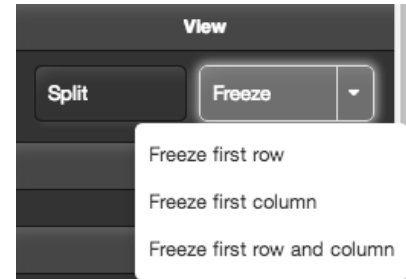 View
Split
Freeze
Freeze first row
Freeze first column
Freeze first row and column